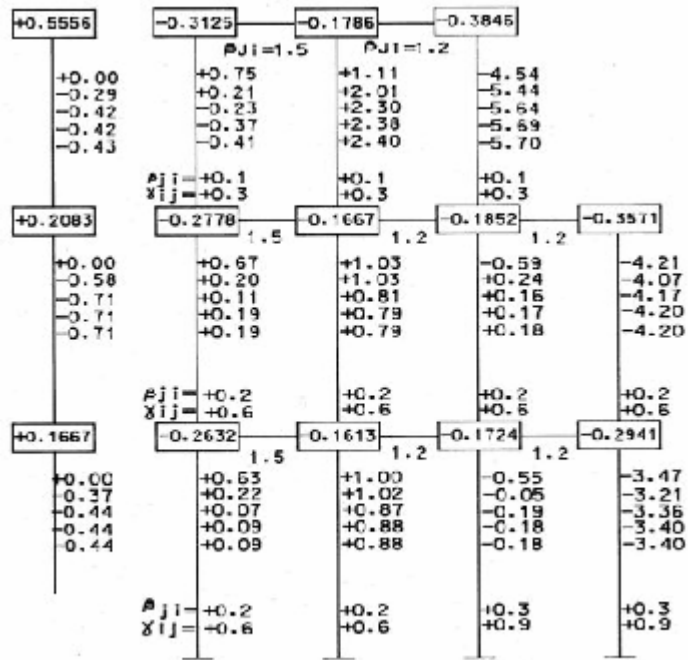 +0.5556 -0.3125 -0.1786 -0.3846
βji=1.5 βji=1.2
+0.00 +0.75 +1.11 -4.54
-0.29 +0.21 +2.01 -5.44
-0.42 -0.23 +2.30 -5.64
-0.42 -0.37 +2.38 -5.69
-0.43 -0.41 +2.40 -5.70
βji= +0.1 +0.1 +0.1
γij= +0.3 +0.3 +0.3
+0.2083 -0.2778 -0.1667 -0.1852 -0.3571
1.5 1.2 1.2
+0.00 +0.67 +1.03 -0.59 -4.21
-0.58 +0.20 +1.03 +0.24 -4.07
-0.71 +0.11 +0.81 +0.16 -4.17
-0.71 +0.19 +0.79 +0.17 -4.20
-0.71 +0.19 +0.79 +0.18 -4.20
βji= +0.2 +0.2 +0.2 +0.2
γij= +0.6 +0.6 +0.6 +0.6
+0.1667 -0.2632 -0.1613 -0.1724 -0.2941
1.5 1.2 1.2
+0.00 +0.63 +1.00 -0.55 -3.47
-0.37 +0.22 +1.02 -0.05 -3.21
-0.44 +0.07 +0.87 -0.19 -3.36
-0.44 +0.09 +0.88 -0.18 -3.40
-0.44 +0.09 +0.88 -0.18 -3.40
βji= +0.2 +0.2 +0.3 +0.3
γij= +0.6 +0.6 +0.9 +0.9